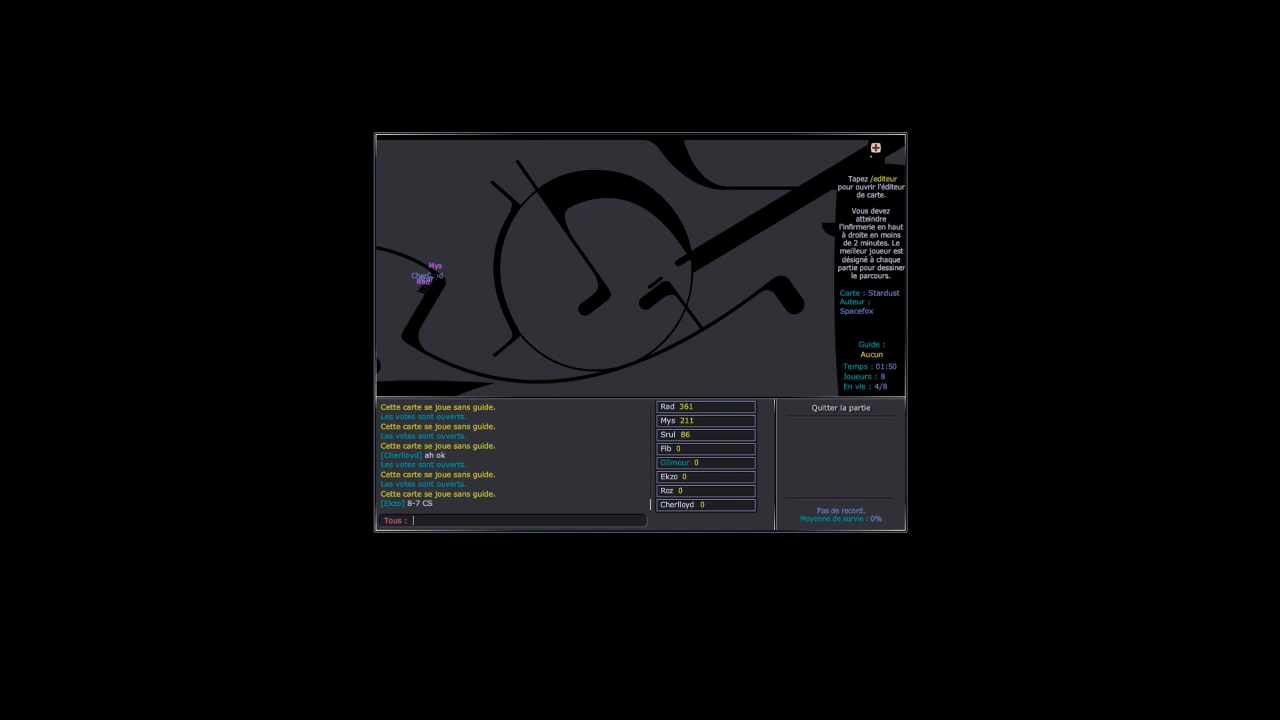 Tapez /editeur
pour ouvrir l'éditeur
de carte.
Vous devez
atteindre
l'infirmerie en haut
à droite en moins
de 2 minutes. Le
meilleur joueur est
désigné à chaque
partie pour dessiner
le parcours.
Mys
Rad
Carte : Stardust
Auteur :
Spacefox
Guide :
Aucun
Temps : 01:50
Joueurs : 8
En vie : 4/8
Cette carte se joue sans guide.
Les votes sont ouverts.
Cette carte se joue sans guide.
Les votes sont ouverts.
Cette carte se joue sans guide.
[Cherlloyd] ah ok
Les votes sont ouverts.
Cette carte se joue sans guide.
Les votes sont ouverts.
Cette carte se joue sans guide.
[Ekzo] 8-7 CS
Tous :
Rad 361
Mys 211
Srul 86
Fib 0
Gilmour 0
Ekzo 0
Roz 0
Cherlloyd 0
Quitter la partie
Pas de record.
Moyenne de survie : 0%